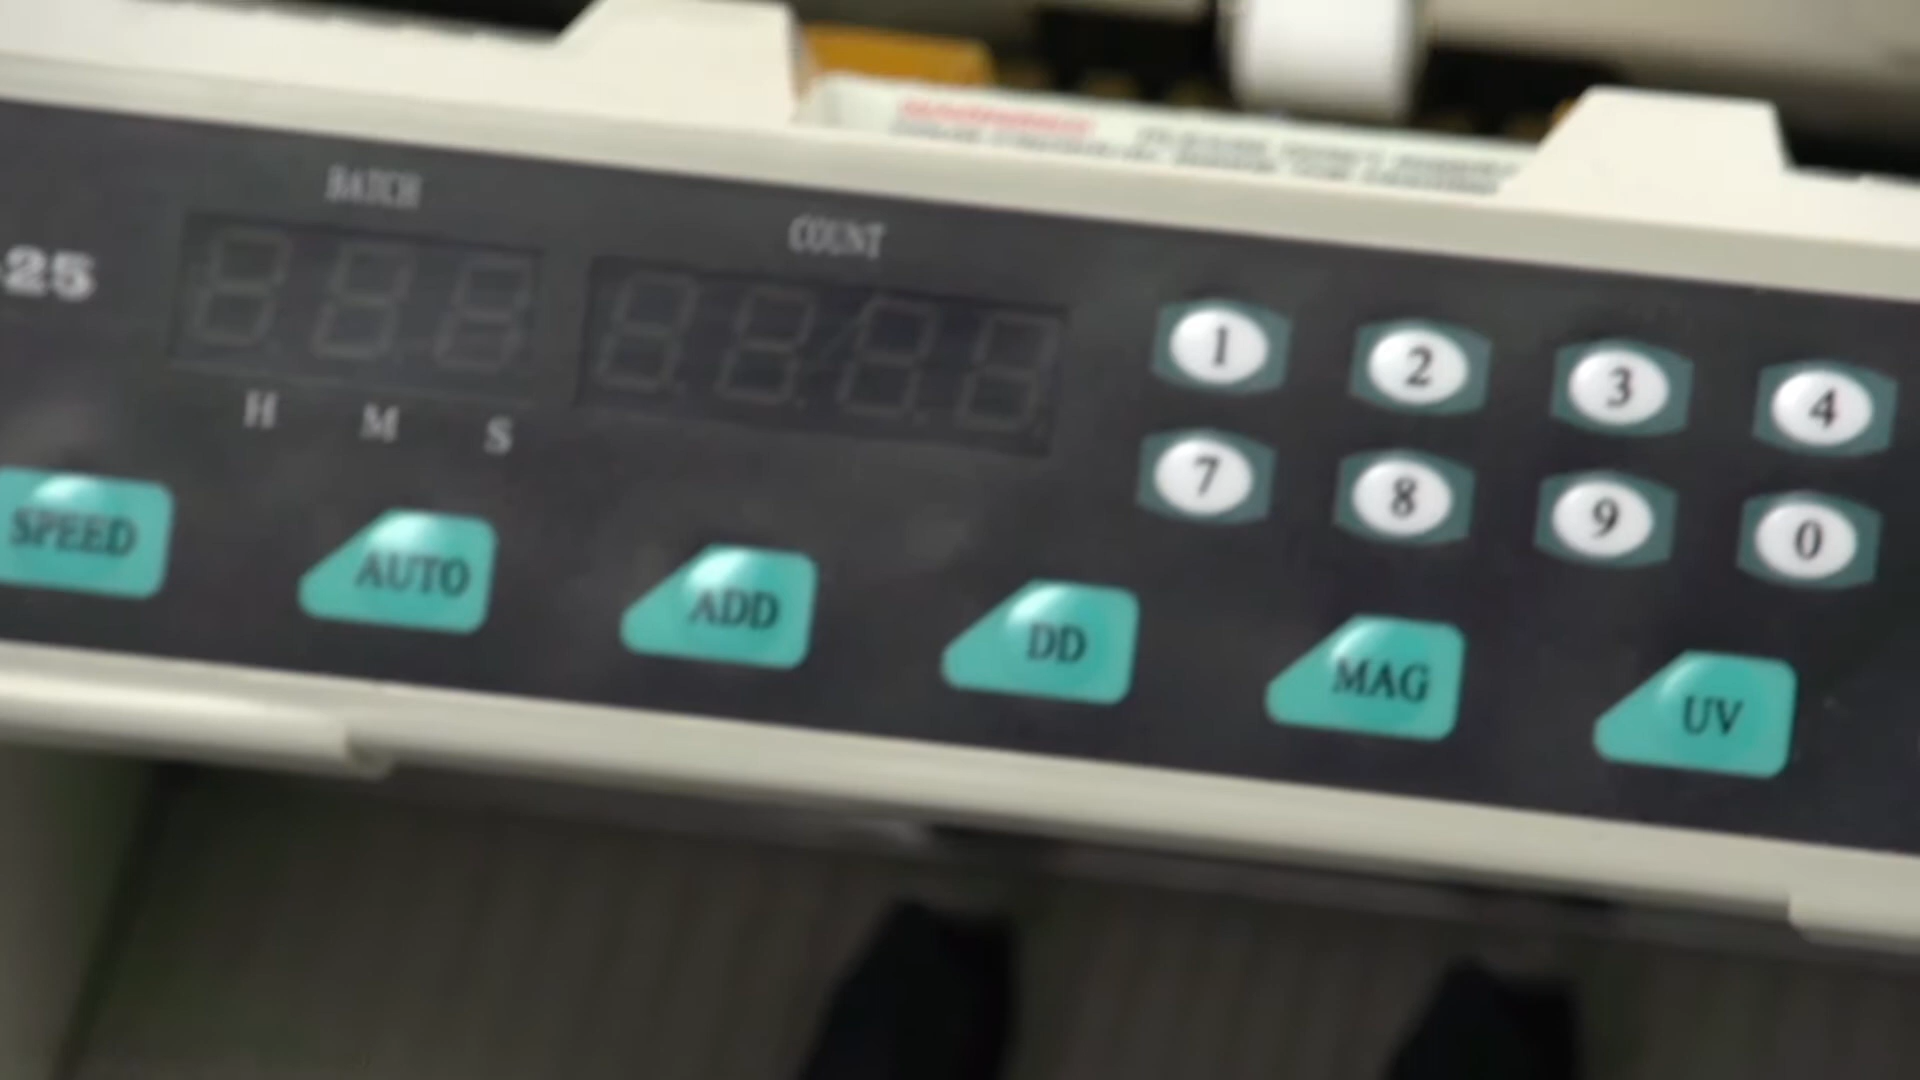 BATCH
COUNT
-25
H M S
1 2 3 4
7 8 9 0
SPEED AUTO ADD DD MAG UV